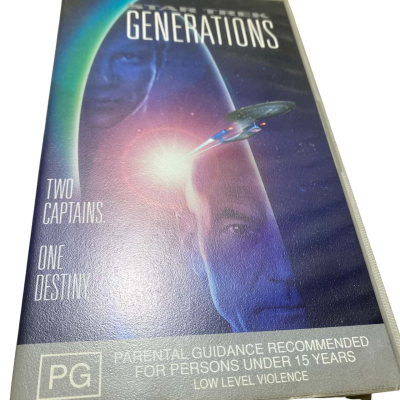 STAR TREK
GENERATIONS
TWO
CAPTAINS.
ONE
DESTINY.
PG
PARENTAL GUIDANCE RECOMMENDED
FOR PERSONS UNDER 15 YEARS
LOW LEVEL VIOLENCE